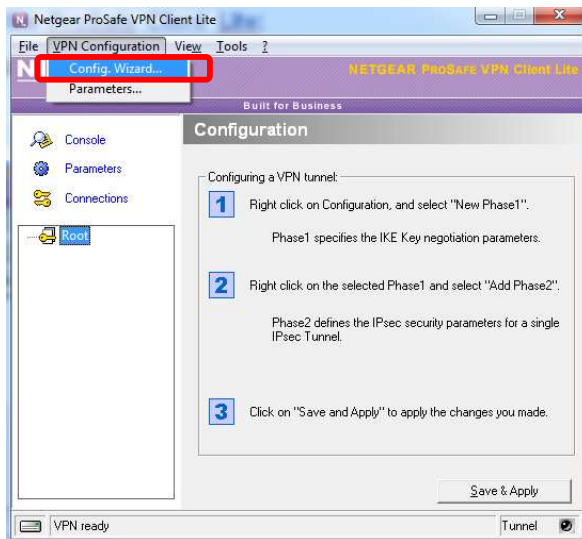 Netgear ProSafe VPN Client Lite
File VPN Configuration View Tools ?
Config. Wizard...
Parameters...
N
NETGEAR PROSAFE VPN Client Lite
Built for Business
Console
Parameters
Connections
Root
Configuration
Configuring a VPN tunnel:
1 Right click on Configuration, and select "New Phase1".
Phase1 specifies the IKE Key negotiation parameters.
2 Right click on the selected Phase1 and select "Add Phase2".
Phase2 defines the IPsec security parameters for a single
IPsec Tunnel.
3 Click on "Save and Apply" to apply the changes you made.
Save & Apply
VPN ready
Tunnel